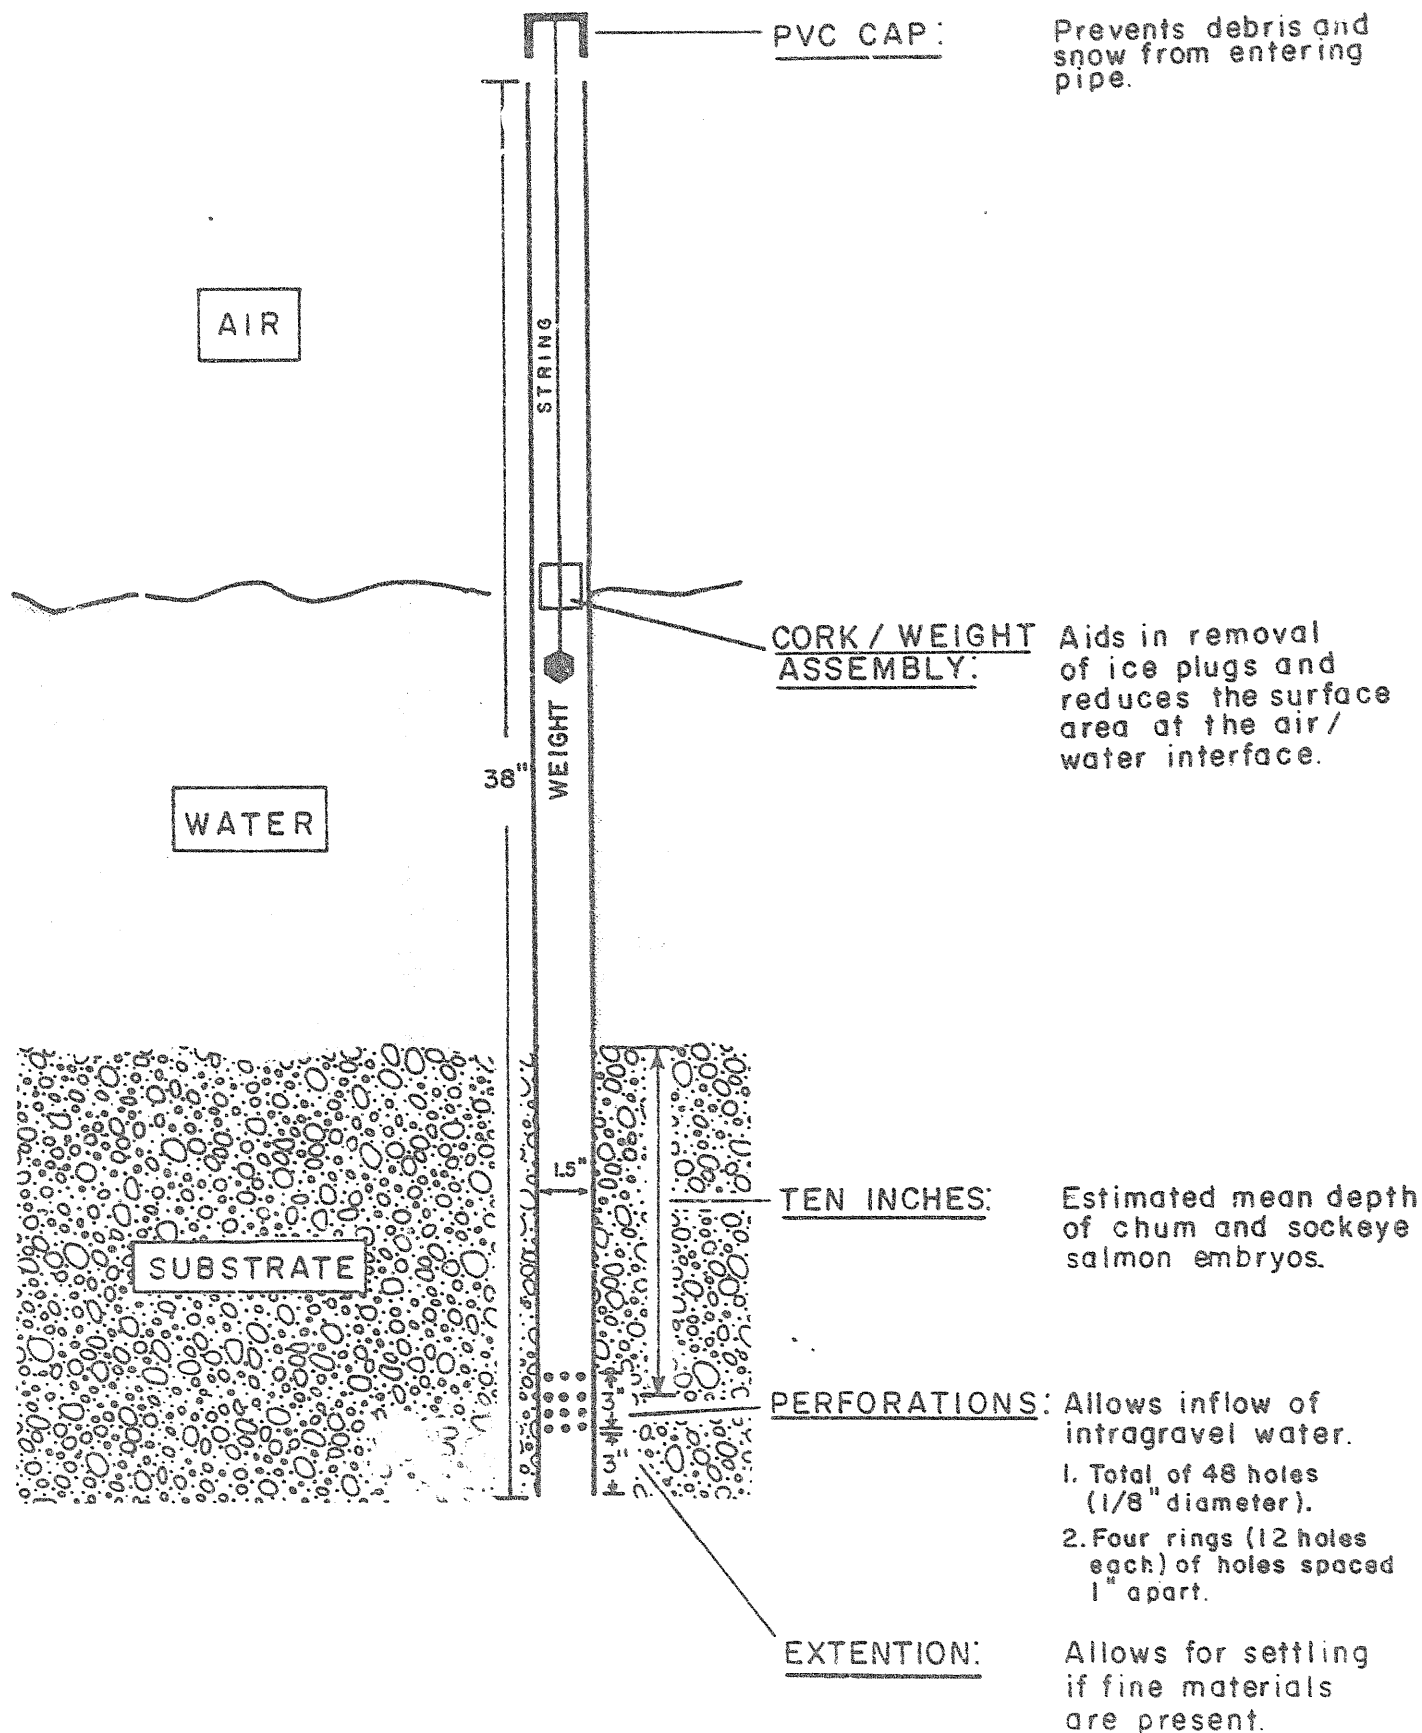 PVC CAP:
Prevents debris and
snow from entering
pipe.
AIR
STRING
CORK / WEIGHT
ASSEMBLY:
Aids in removal
of ice plugs and
reduces the surface
area at the air/
water interface.
WEIGHT
38"
WATER
1.5"
TEN INCHES:
Estimated mean depth
of chum and sockeye
salmon embryos.
SUBSTRATE
3"
3"
PERFORATIONS:
Allows inflow of
intragravel water.
1. Total of 48 holes
(1/8" diameter).
2. Four rings (12 holes
each) of holes spaced
1" apart.
EXTENTION:
Allows for settling
if fine materials
are present.